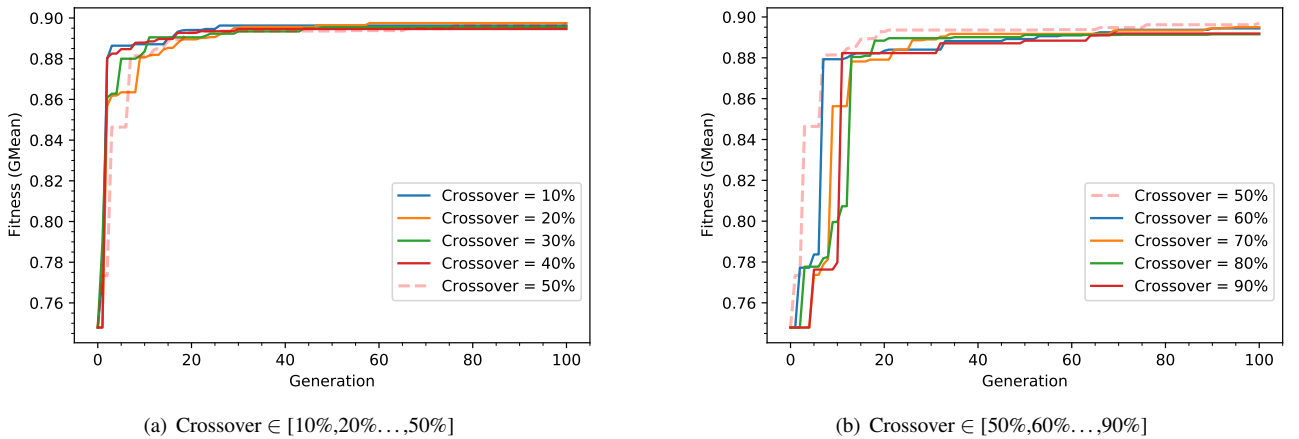 0.90
0.88
0.86
0.84
0.82
0.80
0.78
0.76
Fitness (GMean)
Crossover = 10%
Crossover = 20%
Crossover = 30%
Crossover = 40%
Crossover = 50%
0 20 40 60 80 100
Generation
(a) Crossover ∈ [10%,20%...,50%]
0.90
0.88
0.86
0.84
0.82
0.80
0.78
0.76
Fitness (GMean)
Crossover = 50%
Crossover = 60%
Crossover = 70%
Crossover = 80%
Crossover = 90%
0 20 40 60 80 100
Generation
(b) Crossover ∈ [50%,60%...,90%]